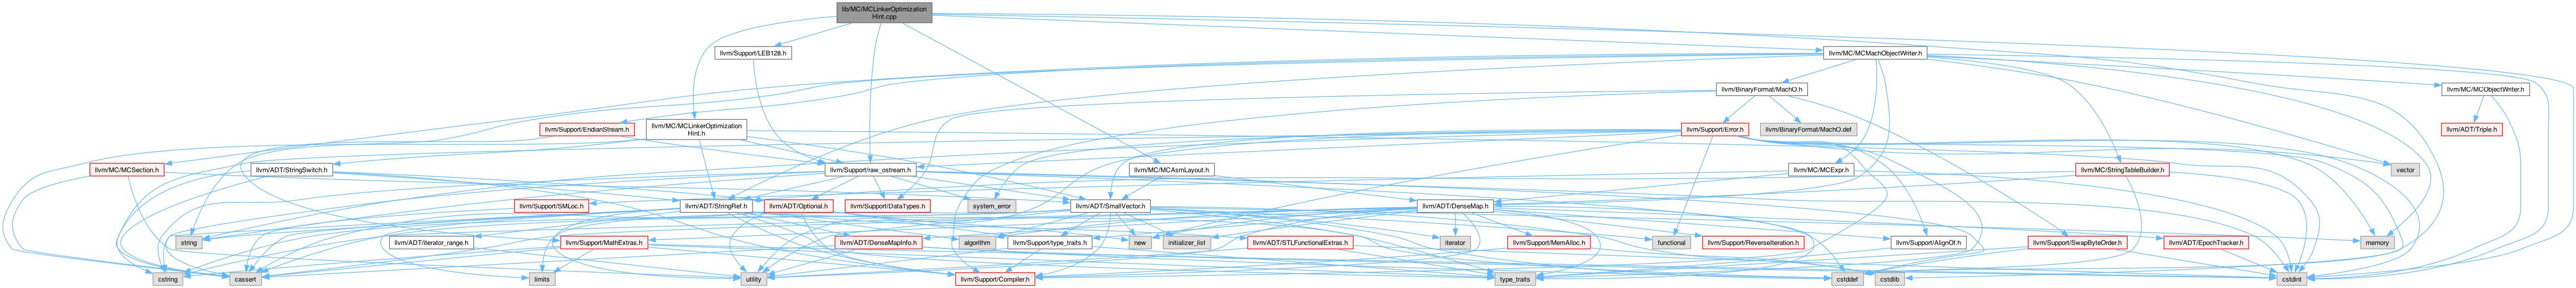 lib/MC/MCLinkerOptimization
Hint.cpp
llvm/Support/LEB128.h
llvm/MC/MCMachObjectWriter.h
llvm/BinaryFormat/MachO.h
llvm/MC/MCObjectWriter.h
llvm/Support/EndianStream.h
llvm/MC/MCLinkerOptimization
Hint.h
llvm/Support/Error.h
llvm/BinaryFormat/MachO.def
llvm/ADT/Triple.h
llvm/MC/MCSection.h
llvm/ADT/StringSwitch.h
llvm/Support/raw_ostream.h
llvm/MC/MCAsmLayout.h
llvm/MC/MCExpr.h
llvm/MC/StringTableBuilder.h
vector
llvm/Support/SMLoc.h
llvm/ADT/StringRef.h
llvm/ADT/Optional.h
llvm/Support/DataTypes.h
system_error
llvm/ADT/SmallVector.h
llvm/ADT/DenseMap.h
string
llvm/ADT/iterator_range.h
llvm/Support/MathExtras.h
llvm/ADT/DenseMapInfo.h
algorithm
llvm/Support/type_traits.h
new
initializer_list
llvm/ADT/STLFunctionalExtras.h
iterator
llvm/Support/MemAlloc.h
functional
llvm/Support/ReverseIteration.h
llvm/Support/AlignOf.h
llvm/Support/SwapByteOrder.h
llvm/ADT/EpochTracker.h
memory
cstring
cassert
limits
utility
llvm/Support/Compiler.h
type_traits
cstddef
cstdlib
cstdint